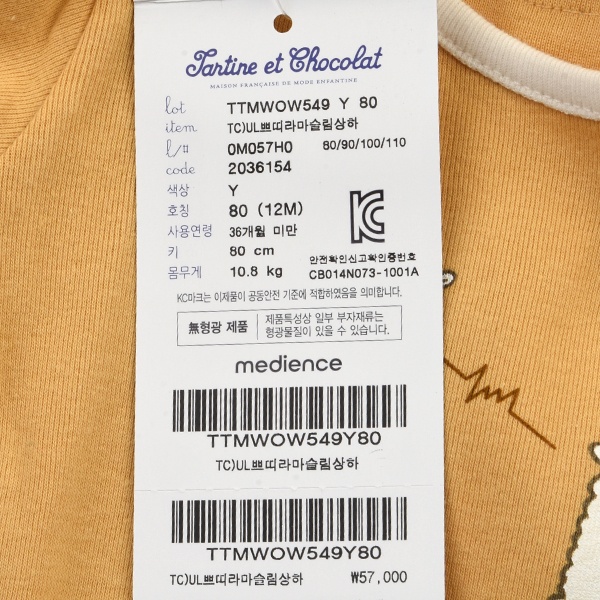 Tartine et Chocolat
MAISON FRANÇAISE DE MODE ENFANTINE
lot TTMWOW549 Y 80
item TC)UL쁘띠라마슬림상하
l/# 0M057H0 80/90/100/110
code 2036154
색상 Y
호칭 80 (12M)
사용연령 36개월 미만
키 80 cm
몸무게 10.8 kg
안전확인신고확인증번호
CB014N073-1001A
KC마크는 이제품이 공동안전 기준에 적합하였음을 의미합니다.
無형광 제품
제품특성상 일부 부자재류는
형광물질이 있을 수 있습니다.
medience
TTMWOW549Y80
TC)UL쁘띠라마슬림상하
TTMWOW549Y80
TC)UL쁘띠라마슬림상하 ₩57,000